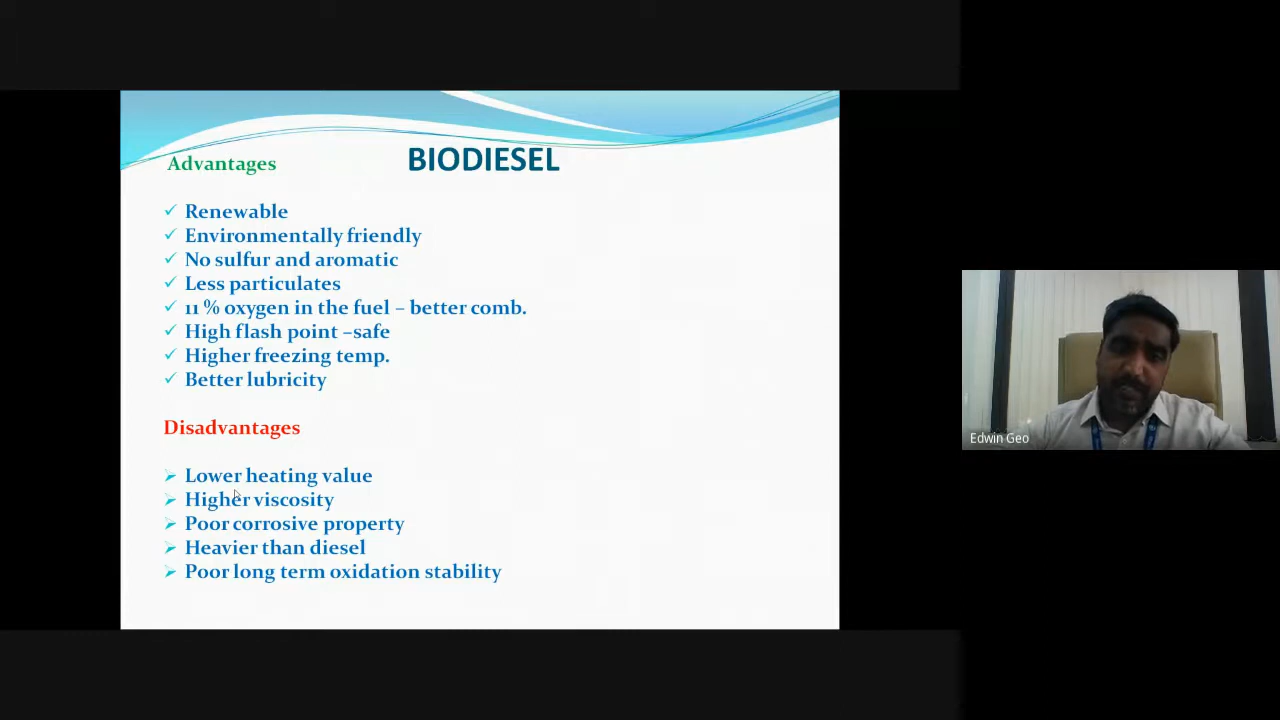 BIODIESEL
Advantages
Renewable
Environmentally friendly
No sulfur and aromatic
Less particulates
11 % oxygen in the fuel – better comb.
High flash point –safe
Higher freezing temp.
Better lubricity
Disadvantages
Lower heating value
Higher viscosity
Poor corrosive property
Heavier than diesel
Poor long term oxidation stability
Edwin Geo